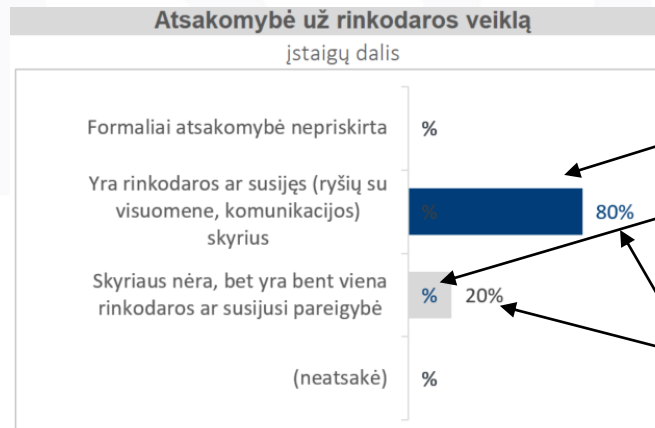 Atsakomybė už rinkodaros veiklą
įstaigų dalis
Formaliai atsakomybė nepriskirta
%
Yra rinkodaros ar susijęs (ryšių su
visuomene, komunikacijos)
skyrius
%
80%
Skyriaus nėra, bet yra bent viena
rinkodaros ar susijusi pareigybė
%
20%
(neatsakė)
%